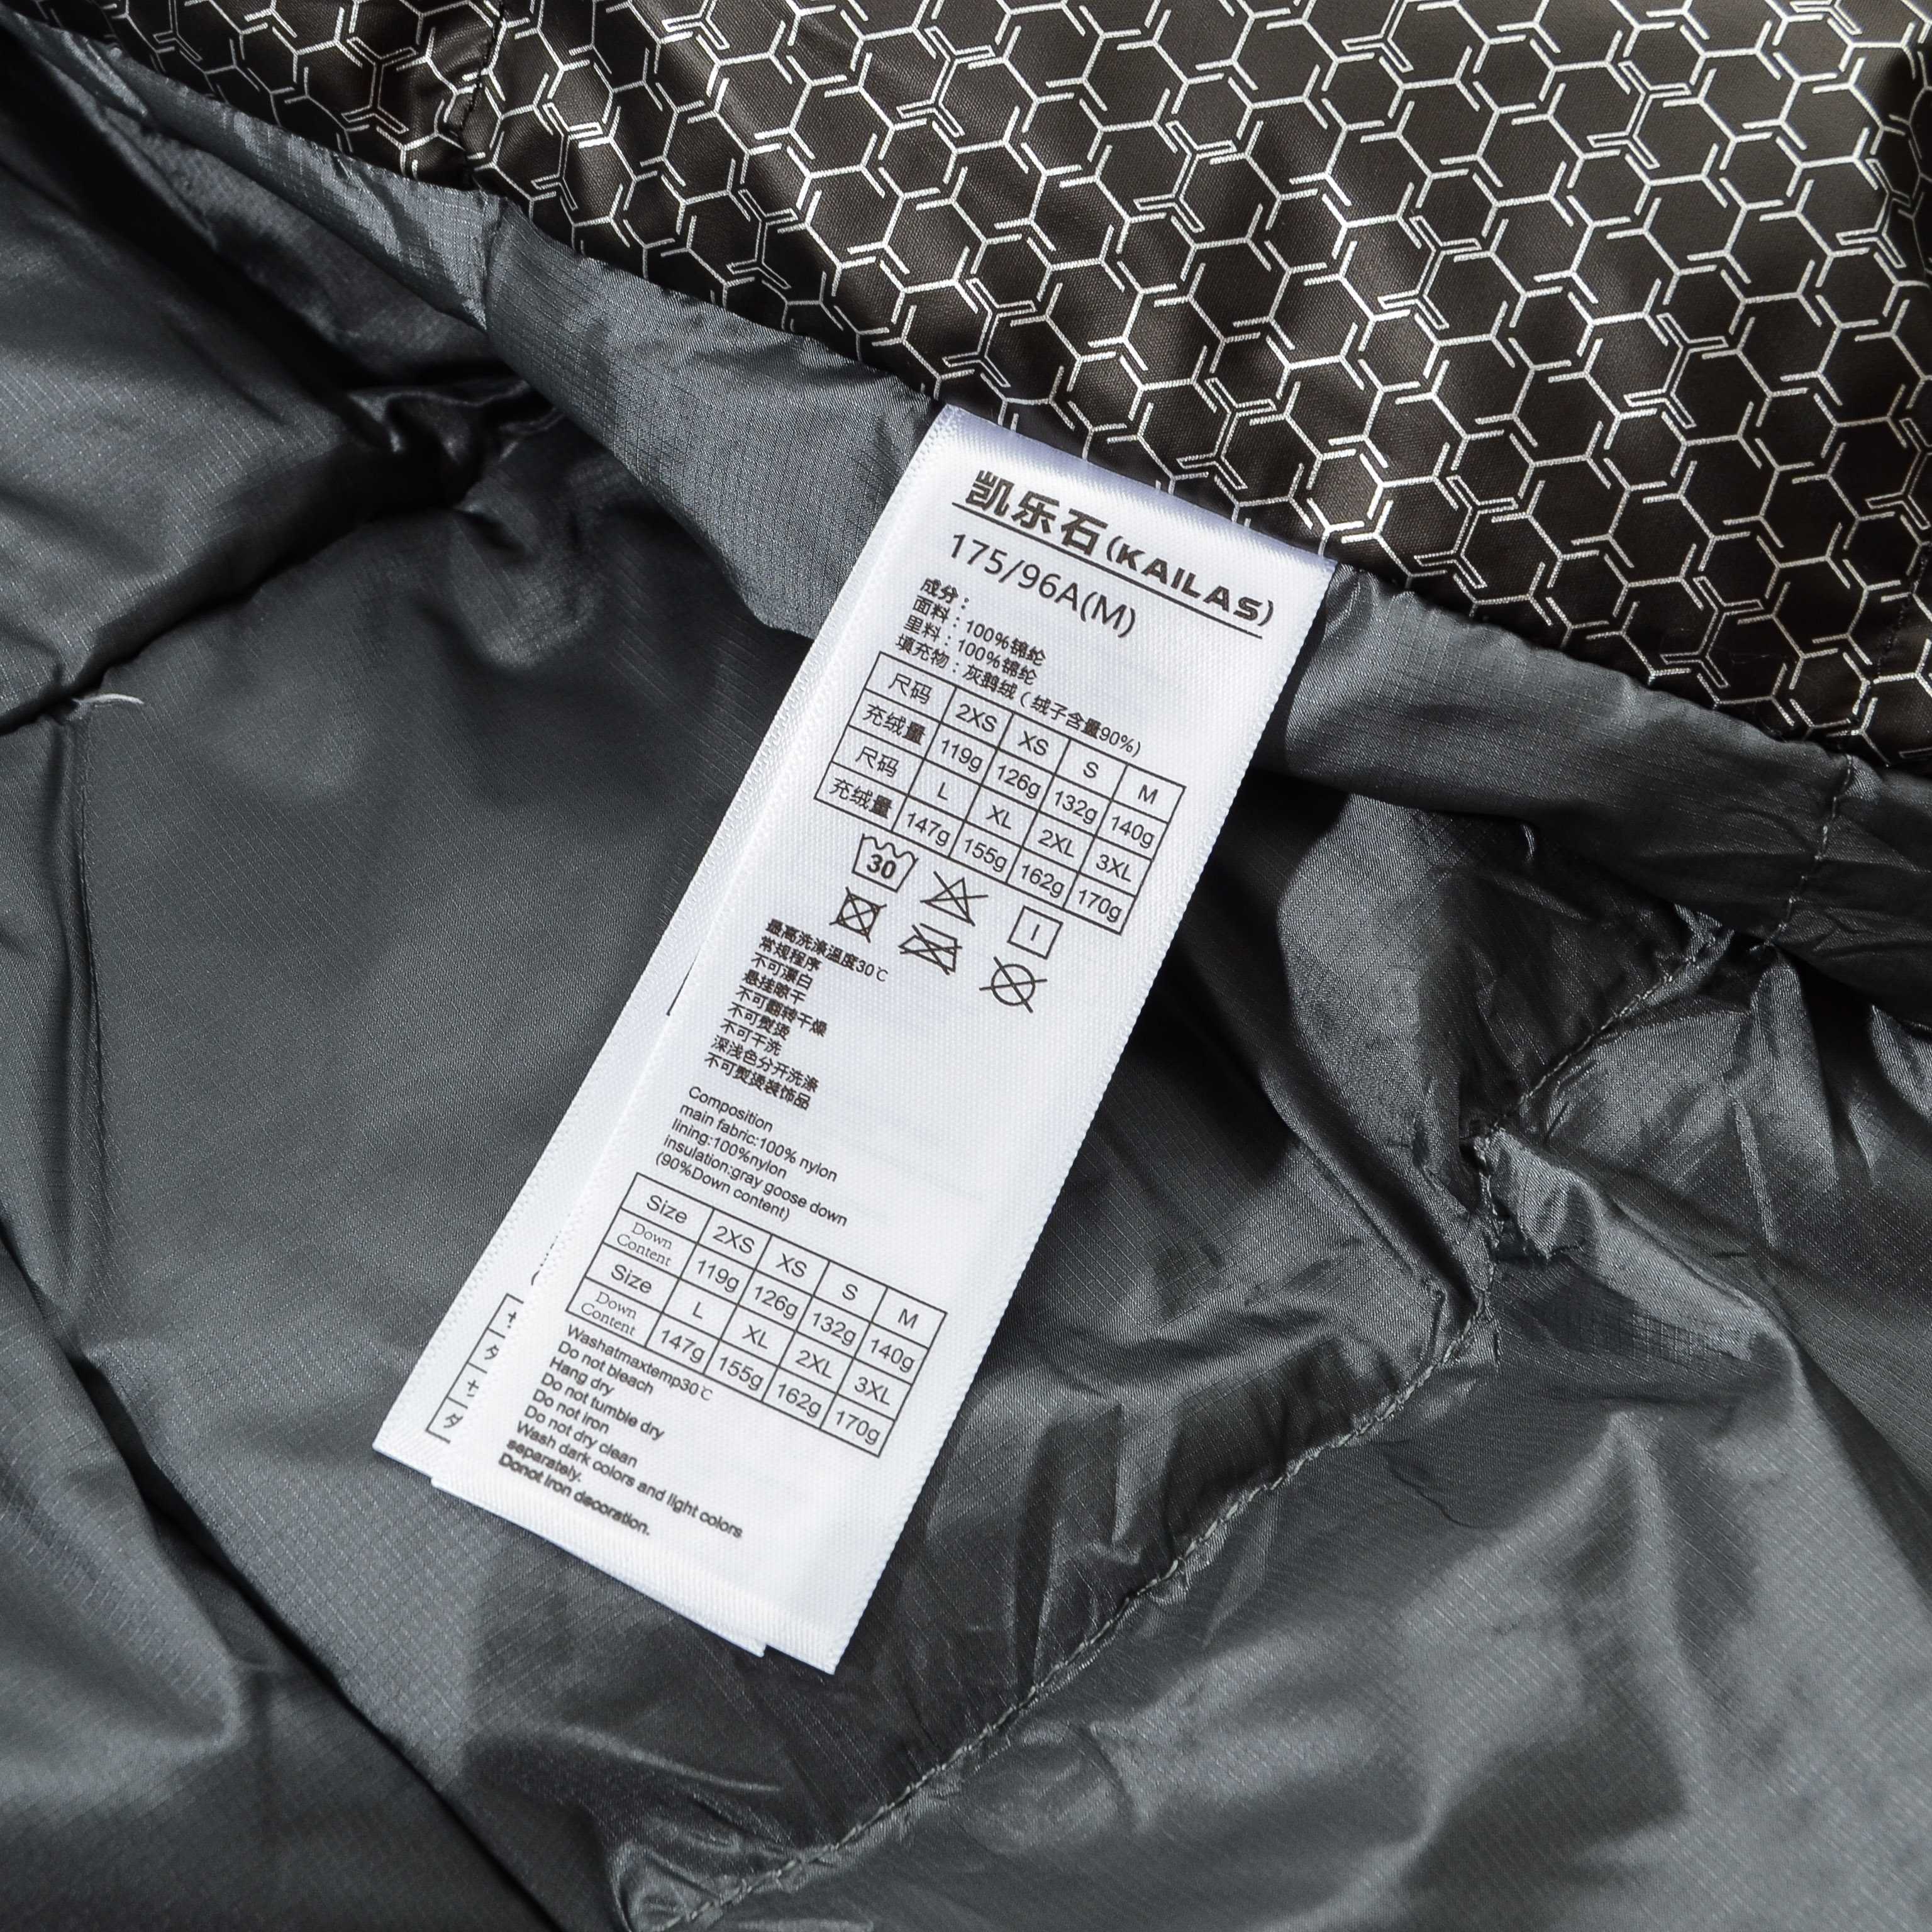 凯乐石(KAILAS)
175/96A(M)
成分：
面料：100%锦纶
里料：100%锦纶
填充物：灰鹅绒（绒子含量90%)
尺码 2XS XS S M
充绒量 119g 126g 132g 140g
尺码 L XL 2XL 3XL
充绒量 147g 155g 162g 170g
30
最高洗涤温度30℃
常规程序
不可漂白
悬挂晾干
不可翻转干燥
不可熨烫
不可干洗
深浅色分开洗涤
不可熨烫装饰品
Composition
main fabric:100% nylon
lining:100%nylon
insulation:gray goose down
(90%Down content)
Size 2XS XS S M
Down Content 119g 126g 132g 140g
Size L XL 2XL 3XL
Down Content 147g 155g 162g 170g
Washatmaxtemp30℃
Do not bleach
Hang dry
Do not tumble dry
Do not iron
Do not dry clean
Wash dark colors and light colors
separately.
Donot iron decoration.